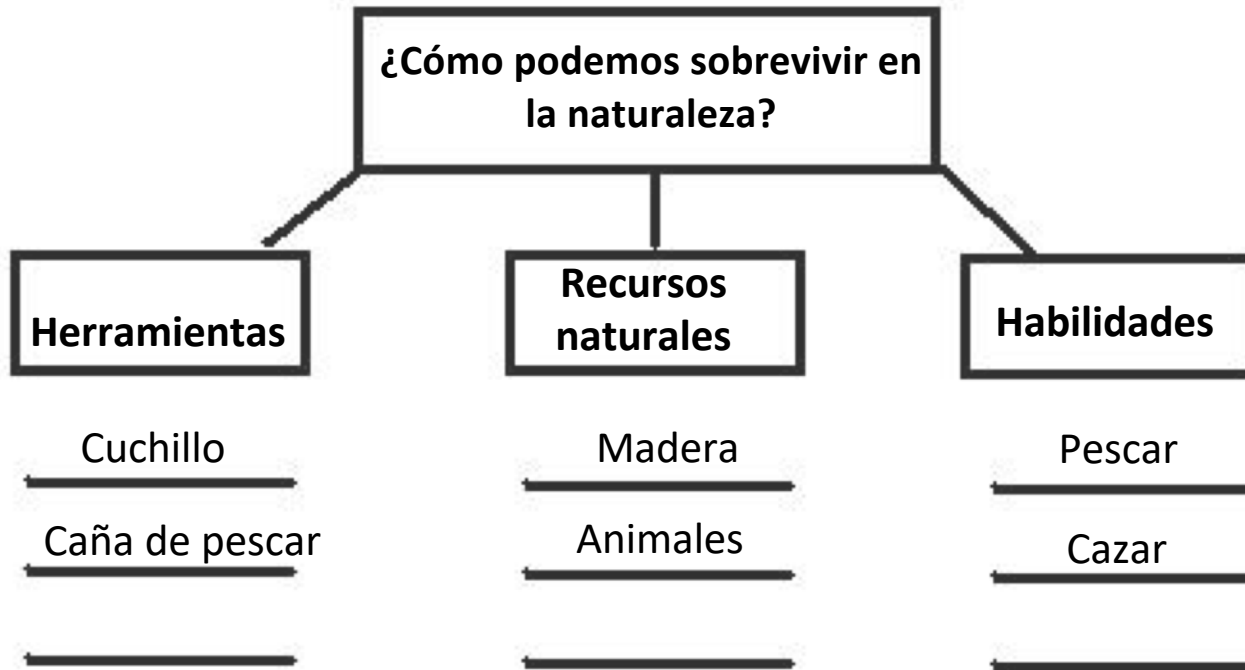 ¿Cómo podemos sobrevivir en
la naturaleza?
Herramientas
Recursos
naturales
Habilidades
Cuchillo
Madera
Pescar
Caña de pescar
Animales
Cazar